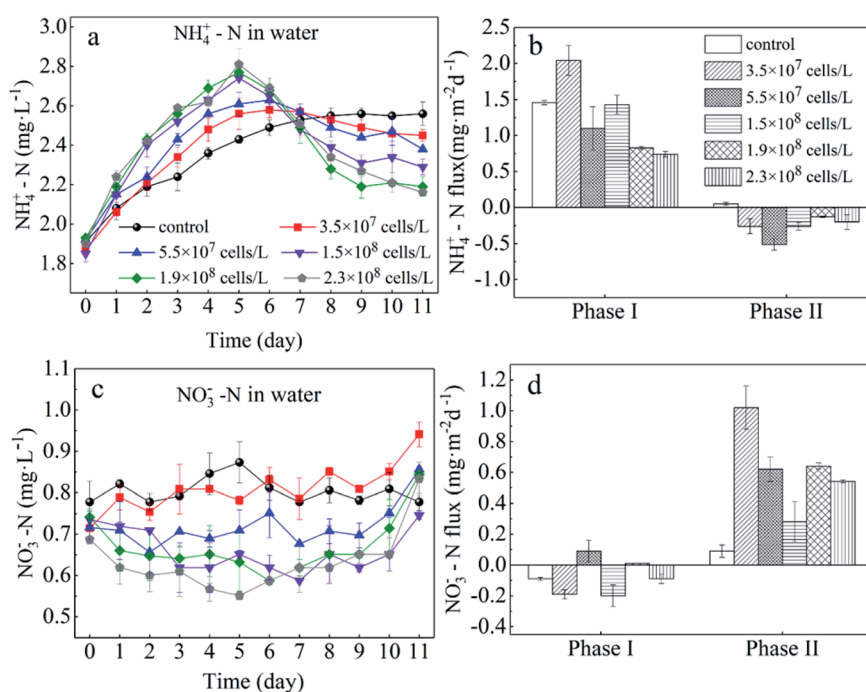 a
NH₄⁺ - N in water
NH₄⁺ - N (mg·L⁻¹)
3.0
2.8
2.6
2.4
2.2
2.0
1.8
control
3.5×10⁷ cells/L
5.5×10⁷ cells/L
1.5×10⁸ cells/L
1.9×10⁸ cells/L
2.3×10⁸ cells/L
0 1 2 3 4 5 6 7 8 9 10 11
Time (day)
b
NH₄⁺ - N flux(mg·m⁻²d⁻¹)
2.5
2.0
1.5
1.0
0.5
0.0
-0.5
-1.0
control
3.5×10⁷ cells/L
5.5×10⁷ cells/L
1.5×10⁸ cells/L
1.9×10⁸ cells/L
2.3×10⁸ cells/L
Phase I Phase II
c
NO₃⁻ -N in water
NO₃ -N (mg·L⁻¹)
1.1
1.0
0.9
0.8
0.7
0.6
0.5
0 1 2 3 4 5 6 7 8 9 10 11
Time (day)
d
NO₃⁻ - N flux (mg·m⁻²d⁻¹)
1.2
1.0
0.8
0.6
0.4
0.2
0.0
-0.2
-0.4
Phase I Phase II